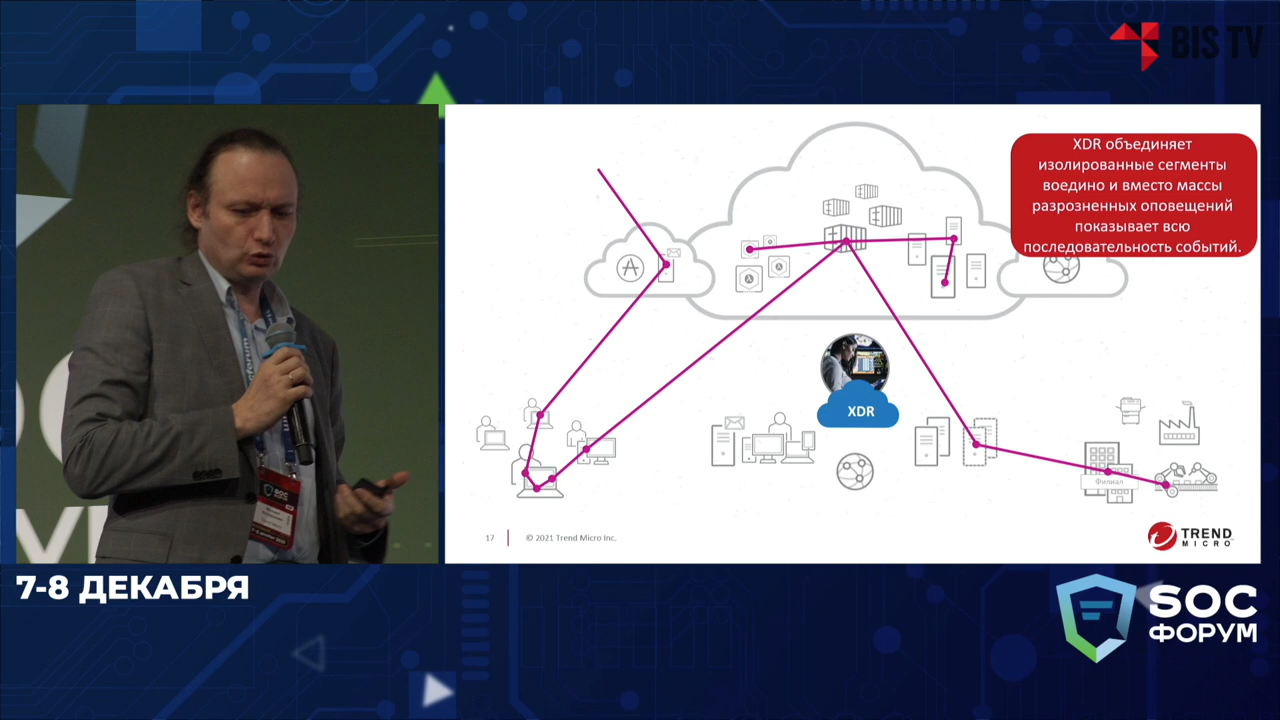 BIS TV
XDR объединяет
изолированные сегменты
воедино и вместо массы
разрозненных оповещений
показывает всю
последовательность событий.
XDR
Филиал
17
© 2021 Trend Micro Inc.
TREND
MICRO
SOC
7-8 ДЕКАБРЯ
SOC
ФОРУМ